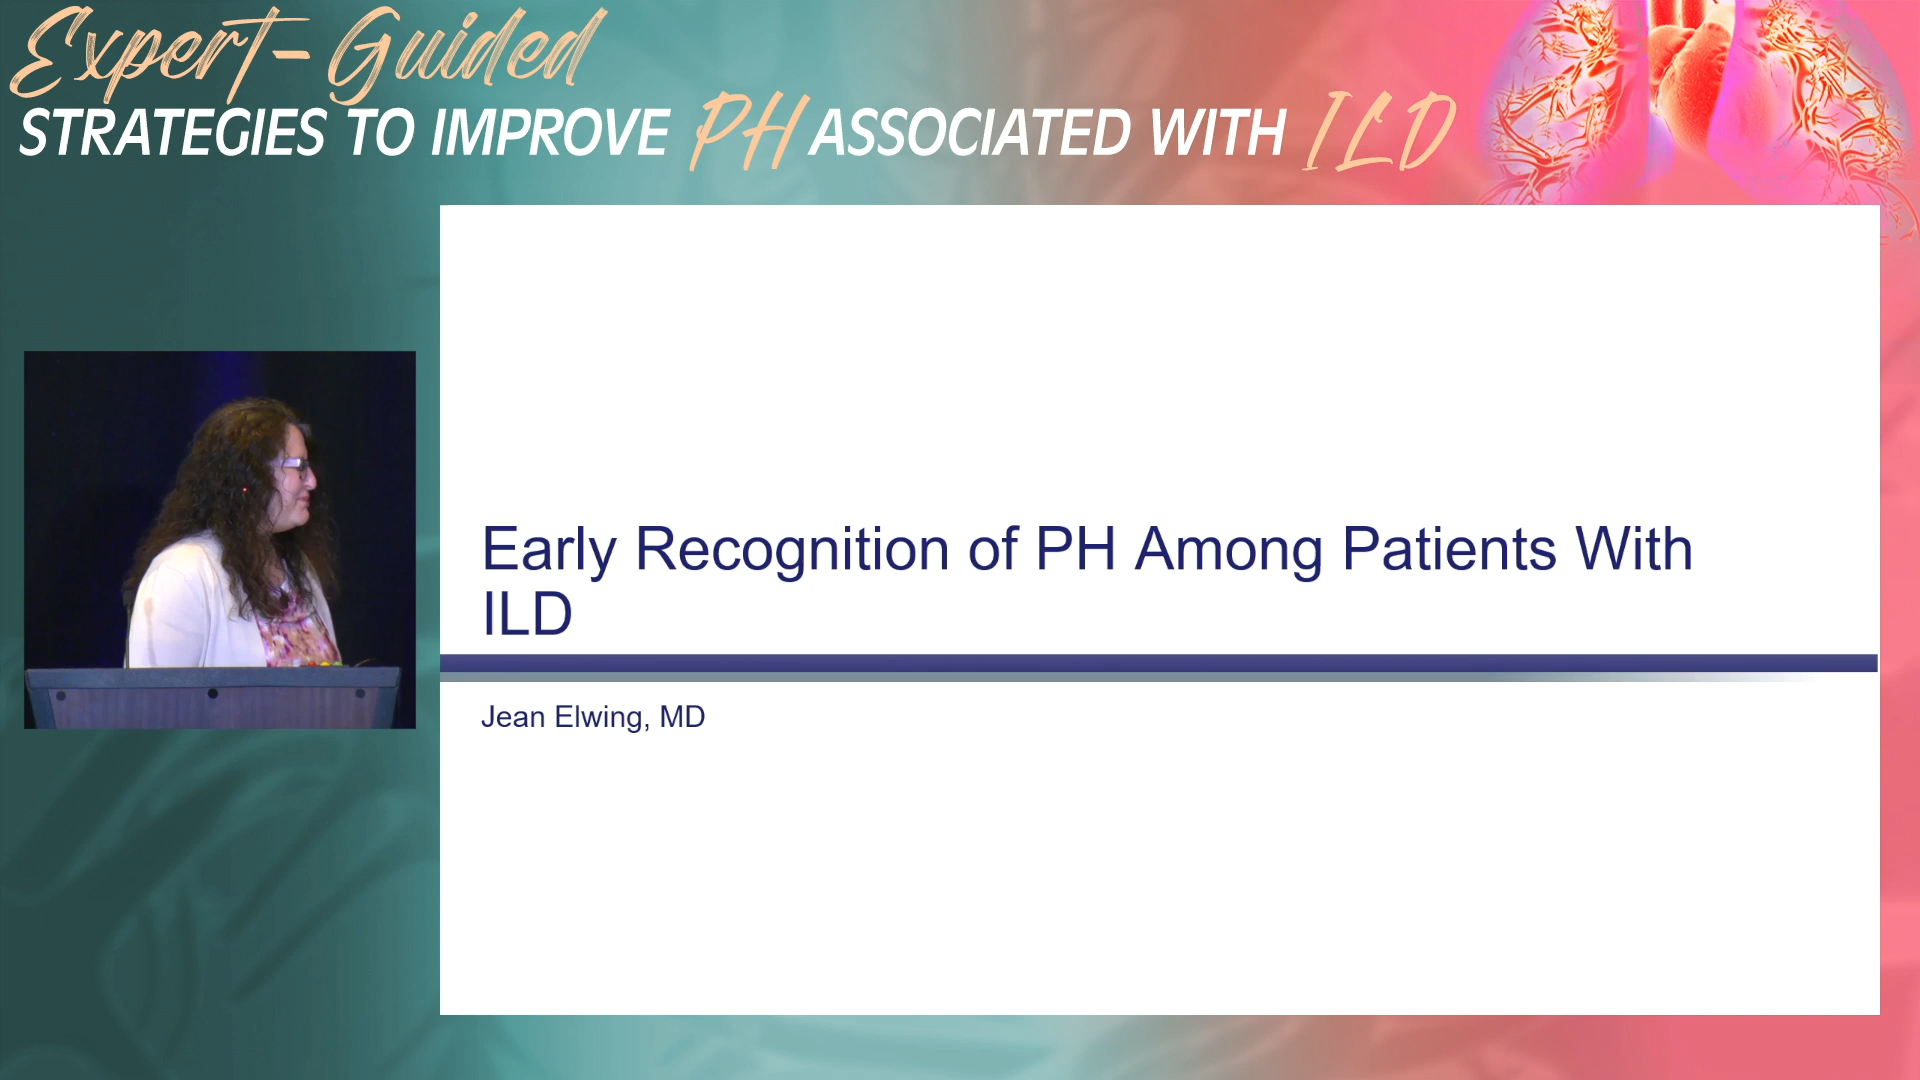 Expert-Guided
STRATEGIES TO IMPROVE PH ASSOCIATED WITH ILD
Early Recognition of PH Among Patients With
ILD
Jean Elwing, MD